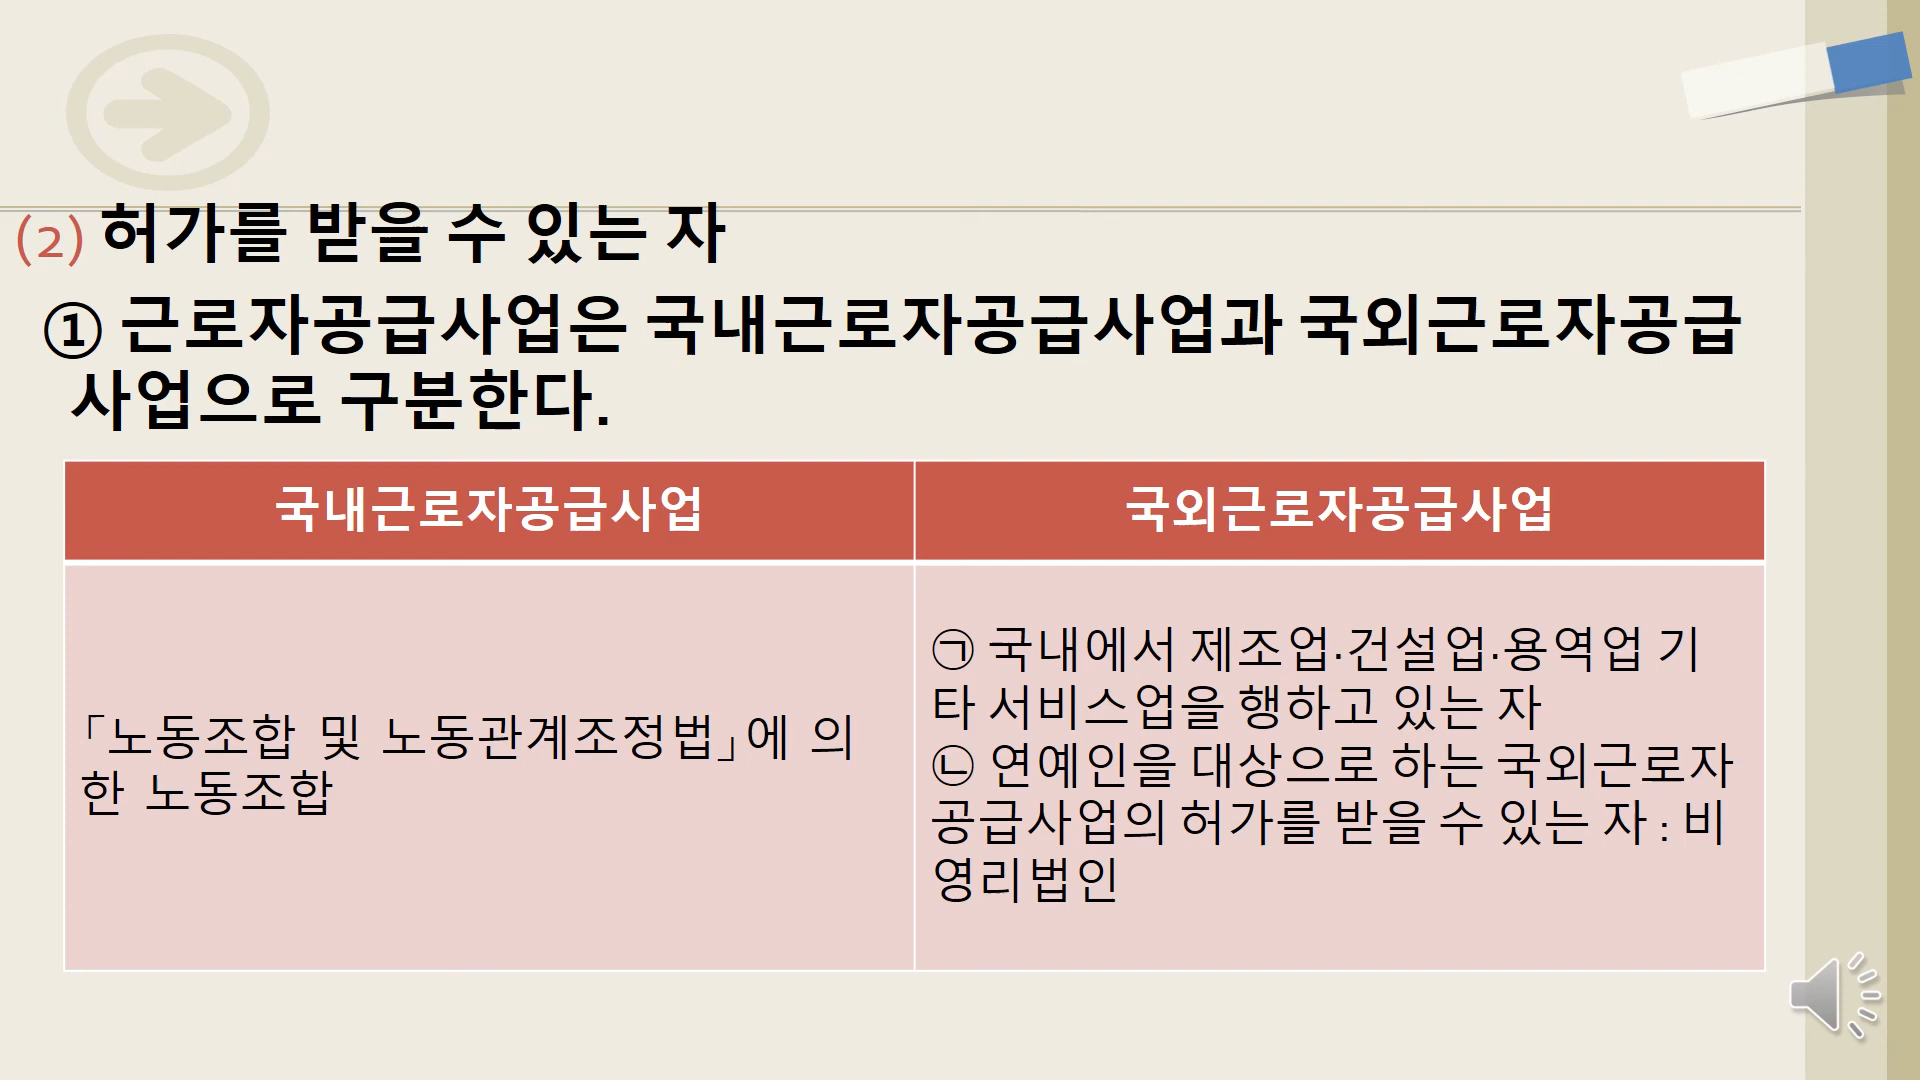 (2) 허가를 받을 수 있는 자
① 근로자공급사업은 국내근로자공급사업과 국외근로자공급
사업으로 구분한다.
국내근로자공급사업
국외근로자공급사업
「노동조합 및 노동관계조정법」에 의
한 노동조합
㉠ 국내에서 제조업·건설업·용역업 기
타 서비스업을 행하고 있는 자
㉡ 연예인을 대상으로 하는 국외근로자
공급사업의 허가를 받을 수 있는 자 : 비
영리법인